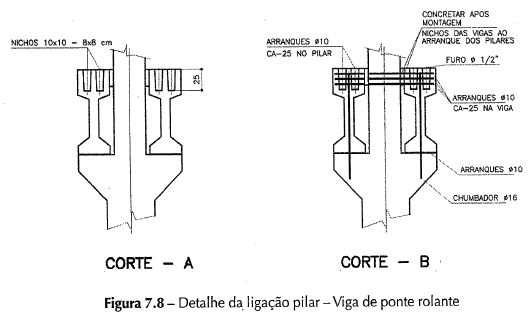 NICHOS 10x10 – 8x8 cm
25
CORTE – A
CONCRETAR APOS
MONTAGEM
NICHOS DAS VIGAS AO
ARRANQUE DOS PILARES
ARRANQUES ø10
CA-25 NO PILAR
FURO ø 1/2"
ARRANQUES ø10
CA-25 NA VIGA
ARRANQUES ø10
CHUMBADOR ø16
CORTE – B
Figura 7.8 – Detalhe da ligação pilar – Viga de ponte rolante